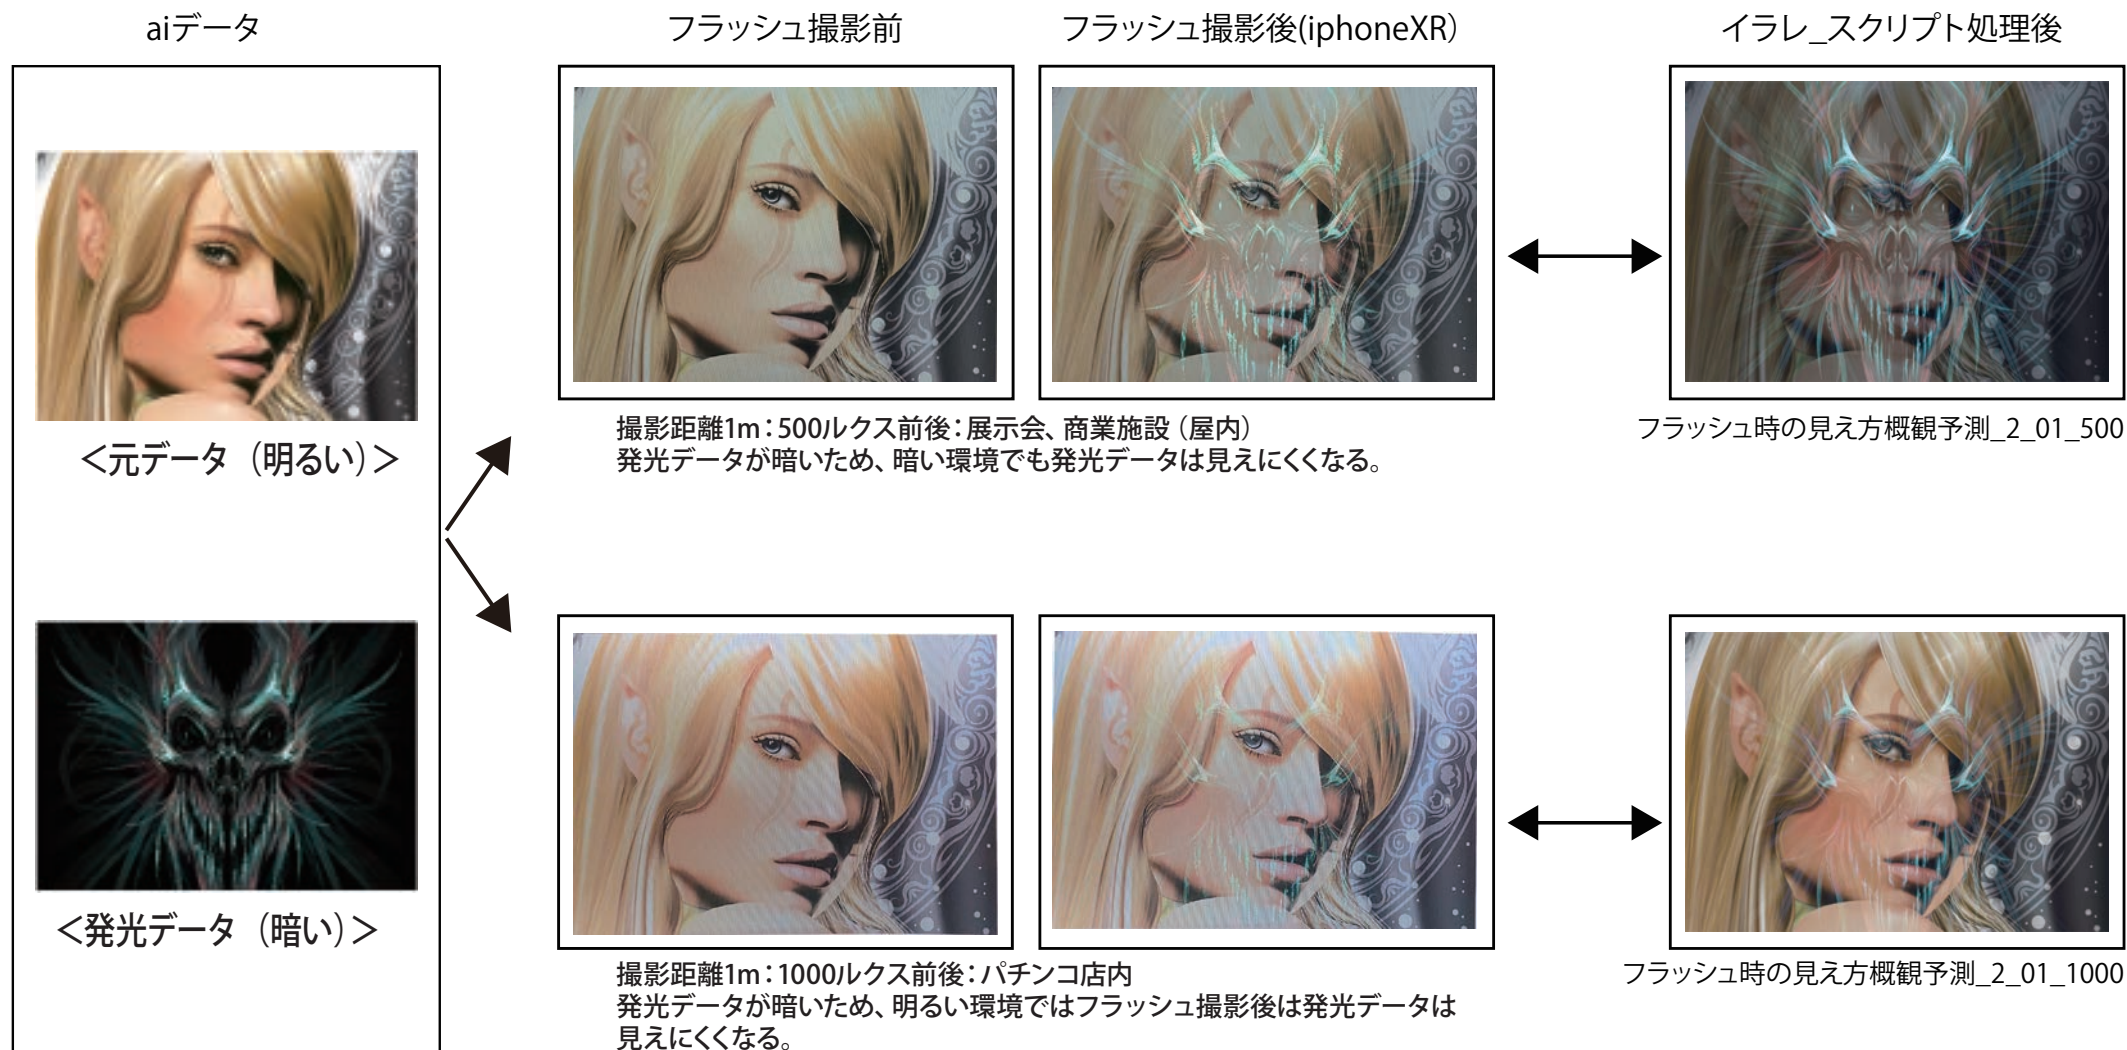 aiデータ
フラッシュ撮影前
フラッシュ撮影後(iphoneXR)
イラレ_スクリプト処理後
＜元データ（明るい）＞
撮影距離1m：500ルクス前後：展示会、商業施設（屋内）
発光データが暗いため、暗い環境でも発光データは見えにくくなる。
フラッシュ時の見え方概観予測_2_01_500
＜発光データ（暗い）＞
撮影距離1m：1000ルクス前後：パチンコ店内
発光データが暗いため、明るい環境ではフラッシュ撮影後は発光データは
見えにくくなる。
フラッシュ時の見え方概観予測_2_01_1000